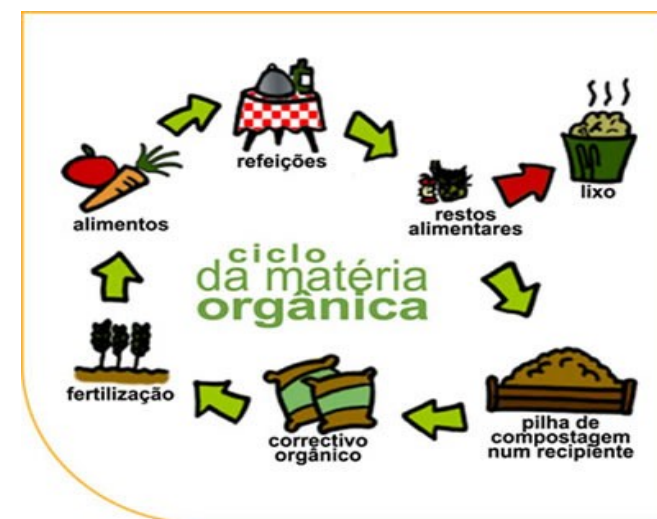 refeições
alimentos
restos
alimentares
lixo
ciclo
da matéria
orgânica
fertilização
correctivo
orgânico
pilha de
compostagem
num recipiente